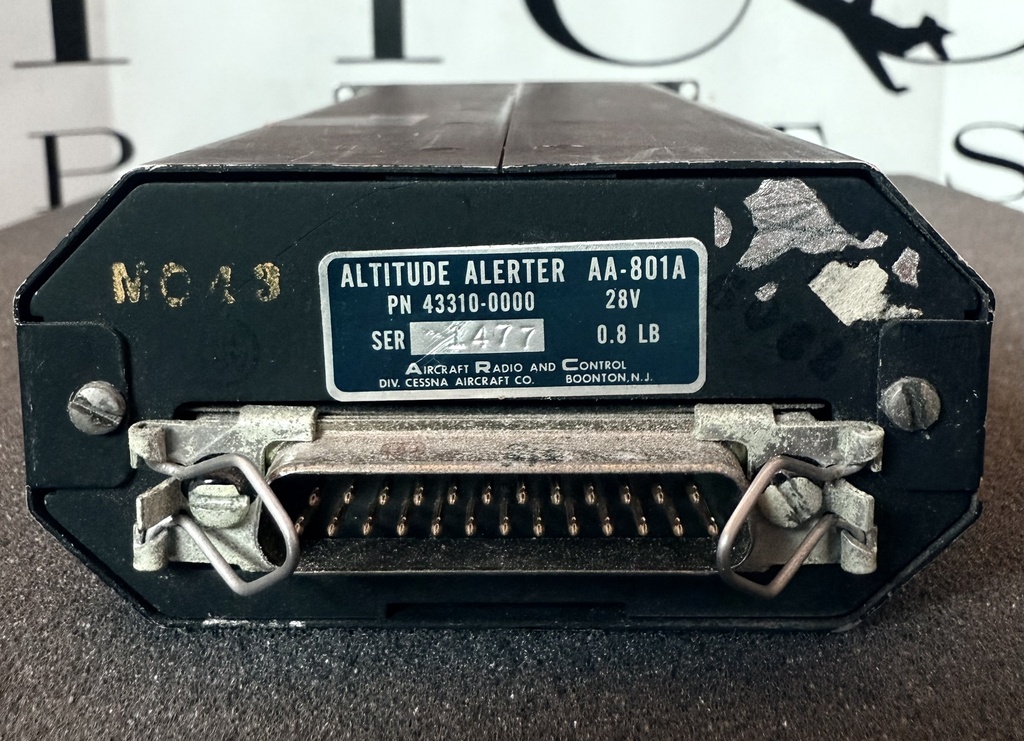 MC43
ALTITUDE ALERTER AA-801A
PN 43310-0000 28V
SER 1477 0.8 LB
AIRCRAFT RADIO AND CONTROL
DIV. CESSNA AIRCRAFT CO. BOONTON, N.J.